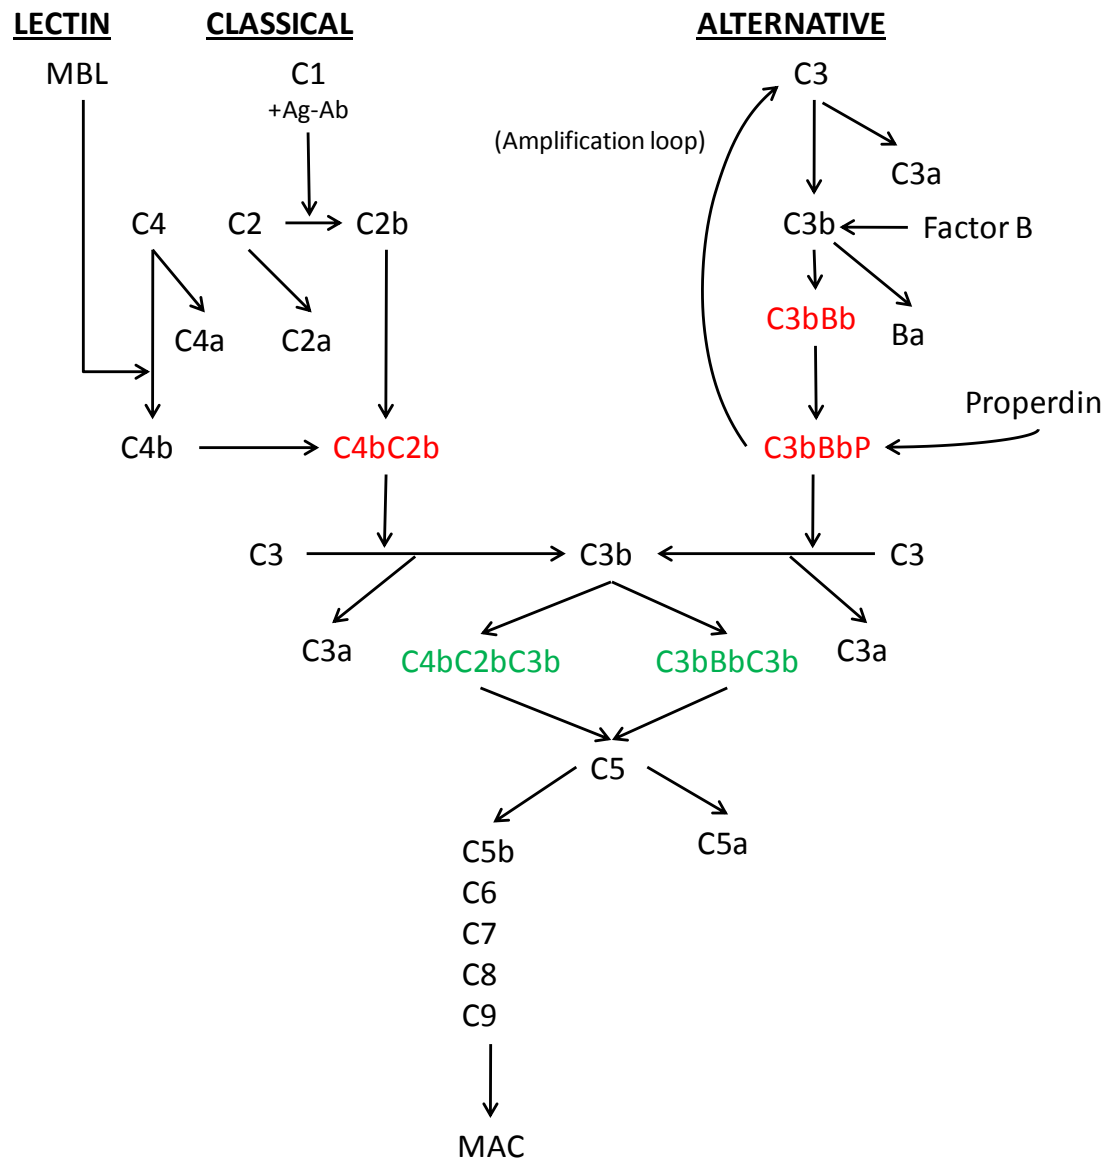 LECTIN CLASSICAL ALTERNATIVE
MBL C1 C3
+Ag-Ab
(Amplification loop)
C3a
C4 C2 C2b C3b Factor B
C4a C2a C3bBb Ba
Properdin
C4b C4bC2b C3bBbP
C3 C3b C3
C3a C4bC2bC3b C3bBbC3b C3a
C5
C5b C5a
C6
C7
C8
C9
MAC